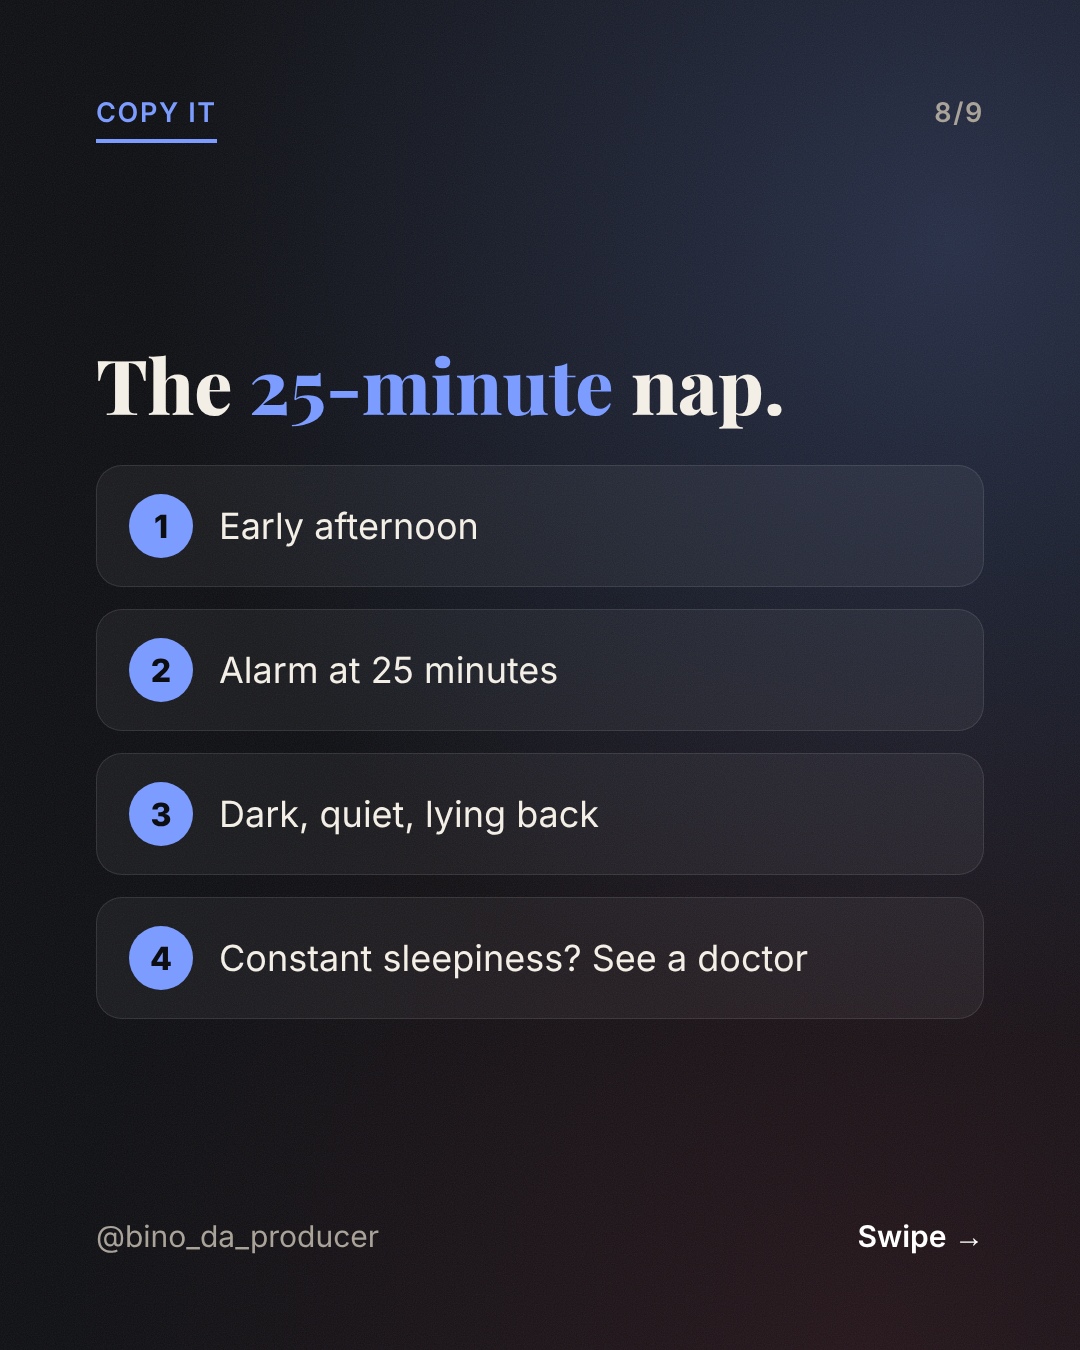 COPY IT
8/9
The 25-minute nap.
1 Early afternoon
2 Alarm at 25 minutes
3 Dark, quiet, lying back
4 Constant sleepiness? See a doctor
@bino_da_producer
Swipe →